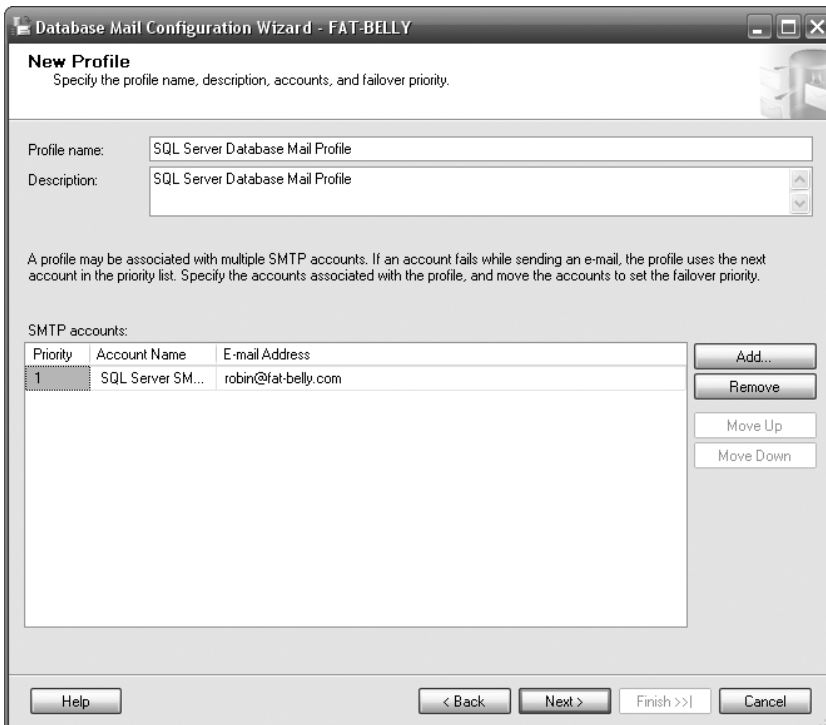 Database Mail Configuration Wizard - FAT-BELLY
New Profile
Specify the profile name, description, accounts, and failover priority.
Profile name:
SQL Server Database Mail Profile
Description:
SQL Server Database Mail Profile
A profile may be associated with multiple SMTP accounts. If an account fails while sending an e-mail, the profile uses the next
account in the priority list. Specify the accounts associated with the profile, and move the accounts to set the failover priority.
SMTP accounts:
Priority Account Name E-mail Address
1 SQL Server SM... robin@fat-belly.com
Add...
Remove
Move Up
Move Down
Help < Back Next > Finish >>| Cancel